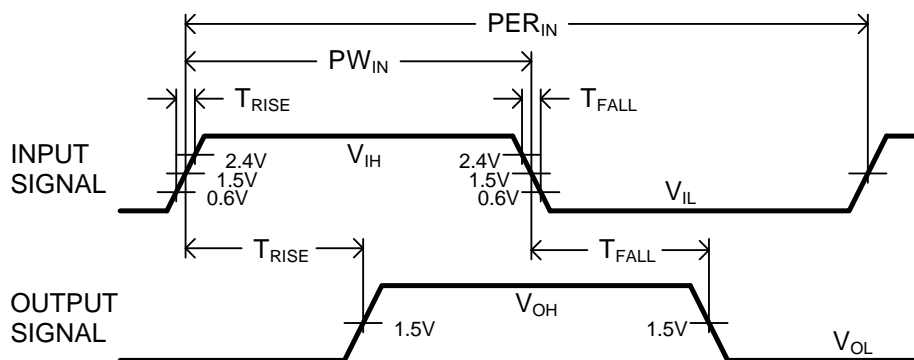 PER_IN
PW_IN
T_RISE
T_FALL
INPUT
SIGNAL
2.4V
1.5V
0.6V
V_IH
2.4V
1.5V
0.6V
V_IL
T_RISE
T_FALL
OUTPUT
SIGNAL
1.5V
V_OH
1.5V
V_OL